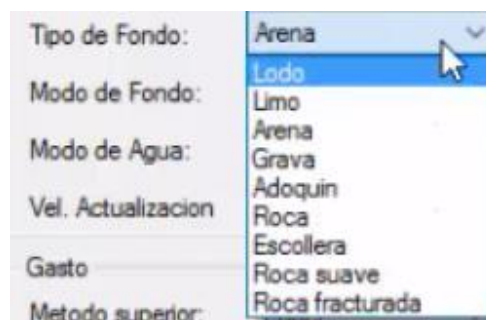 Tipo de Fondo: Arena
Lodo
Modo de Fondo: Limo
Arena
Modo de Agua: Grava
Adoquin
Vel. Actualizacion Roca
Escollera
Gasto Roca suave
Metodo superior: Roca fracturada